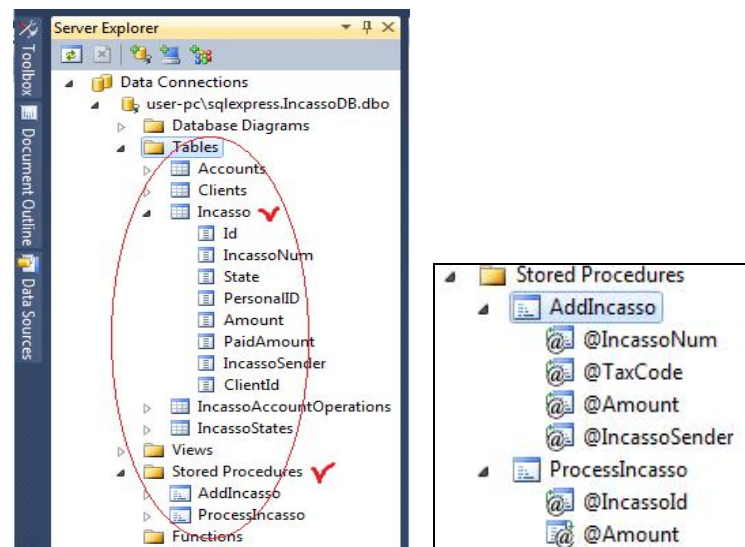 Server Explorer
Toolbox
Document Outline
Data Sources
Data Connections
user-pc\sqlexpress.IncassoDB.dbo
Database Diagrams
Tables
Accounts
Clients
Incasso
Id
IncassoNum
State
PersonalID
Amount
PaidAmount
IncassoSender
ClientId
IncassoAccountOperations
IncassoStates
Views
Stored Procedures
AddIncasso
ProcessIncasso
Functions
Stored Procedures
AddIncasso
@IncassoNum
@TaxCode
@Amount
@IncassoSender
ProcessIncasso
@IncassoId
@Amount